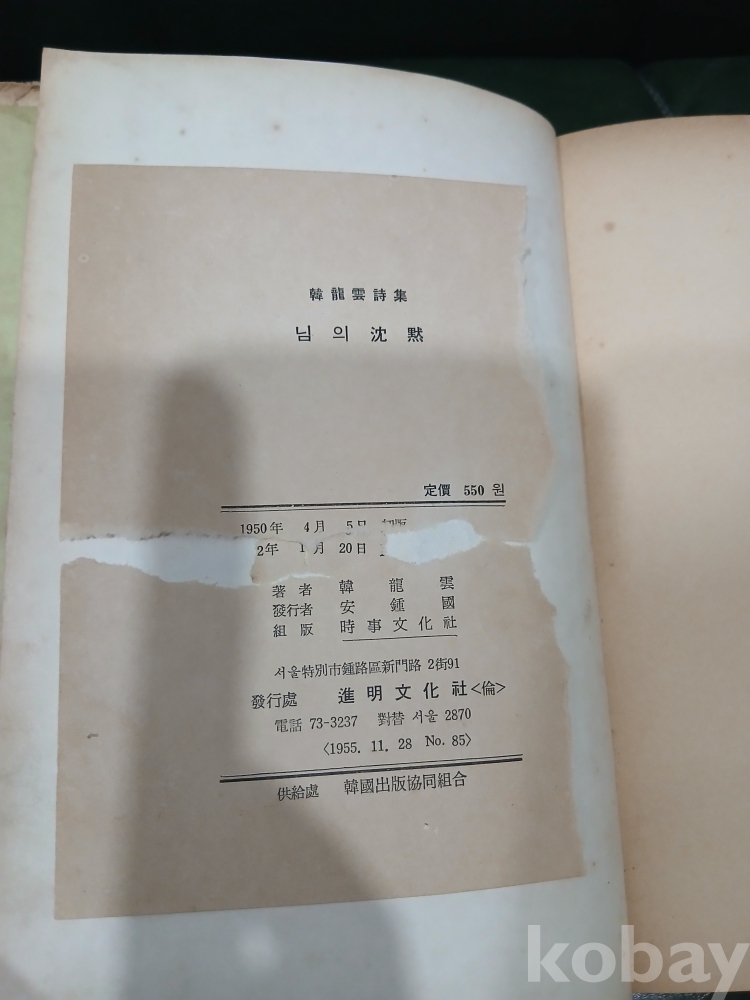 韓龍雲詩集
님의 沈黙
定價 550 원
1950年 4月 5日 初版
2年 1月 20日
著者 韓龍雲
發行者 安鍾國
組版 時事文化社
서울特別市鍾路區新門路 2街91
發行處 進明文化社<倫>
電話 73-3237 對替 서울 2870
<1955. 11. 28 No. 85>
供給處 韓國出版協同組合
kobay